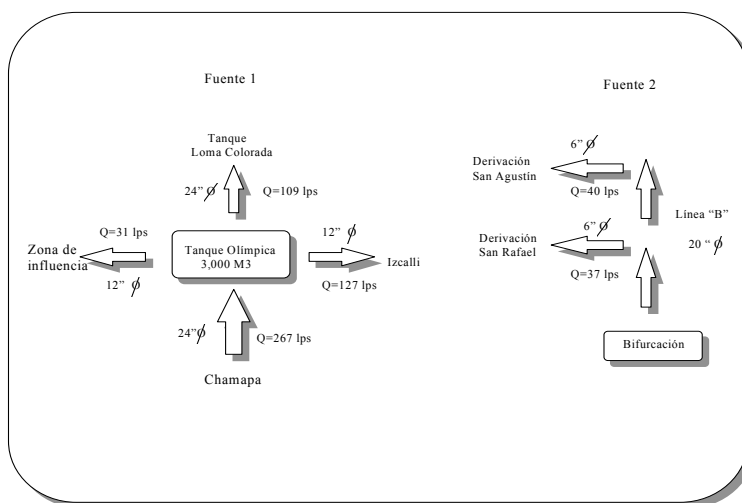 Fuente 1
Tanque
Loma Colorada
24” Ø
Q=109 lps
Q=31 lps
12” Ø
Zona de
influencia
Tanque Olímpica
3,000 M3
Izcalli
12” Ø
Q=127 lps
24”Ø
Q=267 lps
Chamapa
Fuente 2
6” Ø
Derivación
San Agustín
Q=40 lps
Línea “B”
6” Ø
Derivación
San Rafael
20 “ Ø
Q=37 lps
Bifurcación